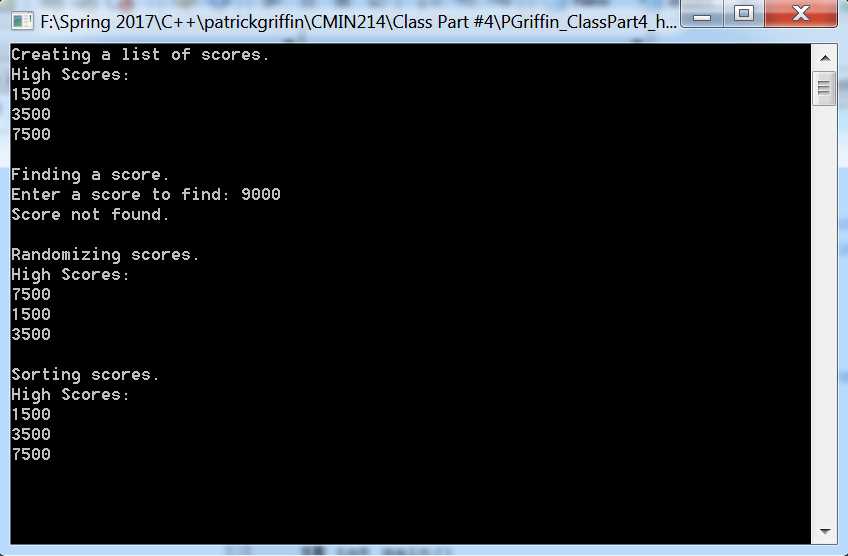 F:\Spring 2017\C++\patrickgriffin\CMIN214\Class Part #4\PGriffin_ClassPart4_h...
Creating a list of scores.
High Scores:
1500
3500
7500
Finding a score.
Enter a score to find: 9000
Score not found.
Randomizing scores.
High Scores:
7500
1500
3500
Sorting scores.
High Scores:
1500
3500
7500
int main()